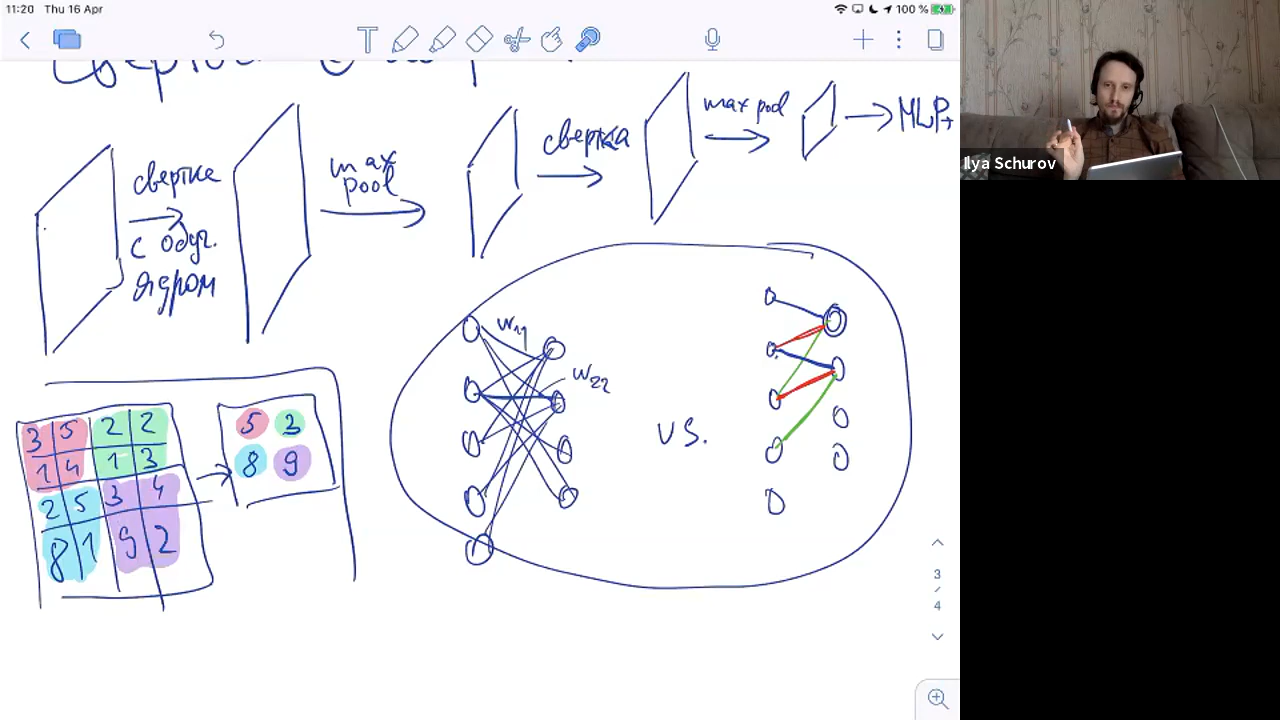 11:20 Thu 16 Apr
100 %
свертка
с обуч.
ядром
max
pool
свертка
max pool
MLP+
3 5 2 2
1 4 1 3
2 5 3 4
8 1 9 2
5 3
8 9
w11
w22
vs.
3
/
4
Ilya Schurov